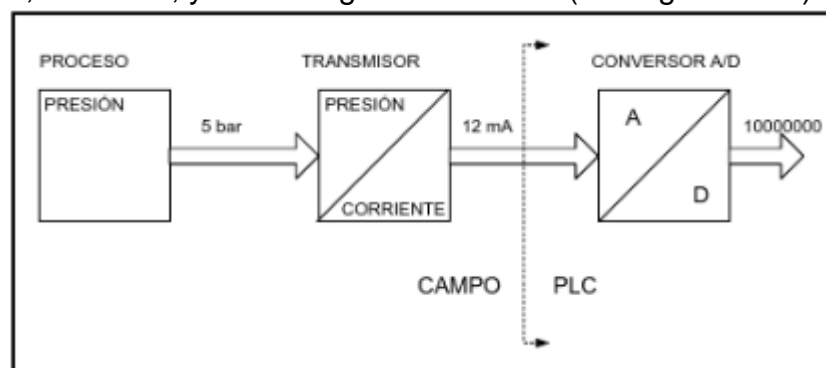 PROCESO TRANSMISOR CONVERSOR A/D
PRESIÓN PRESIÓN A
5 bar 12 mA 10000000
CORRIENTE D
CAMPO PLC